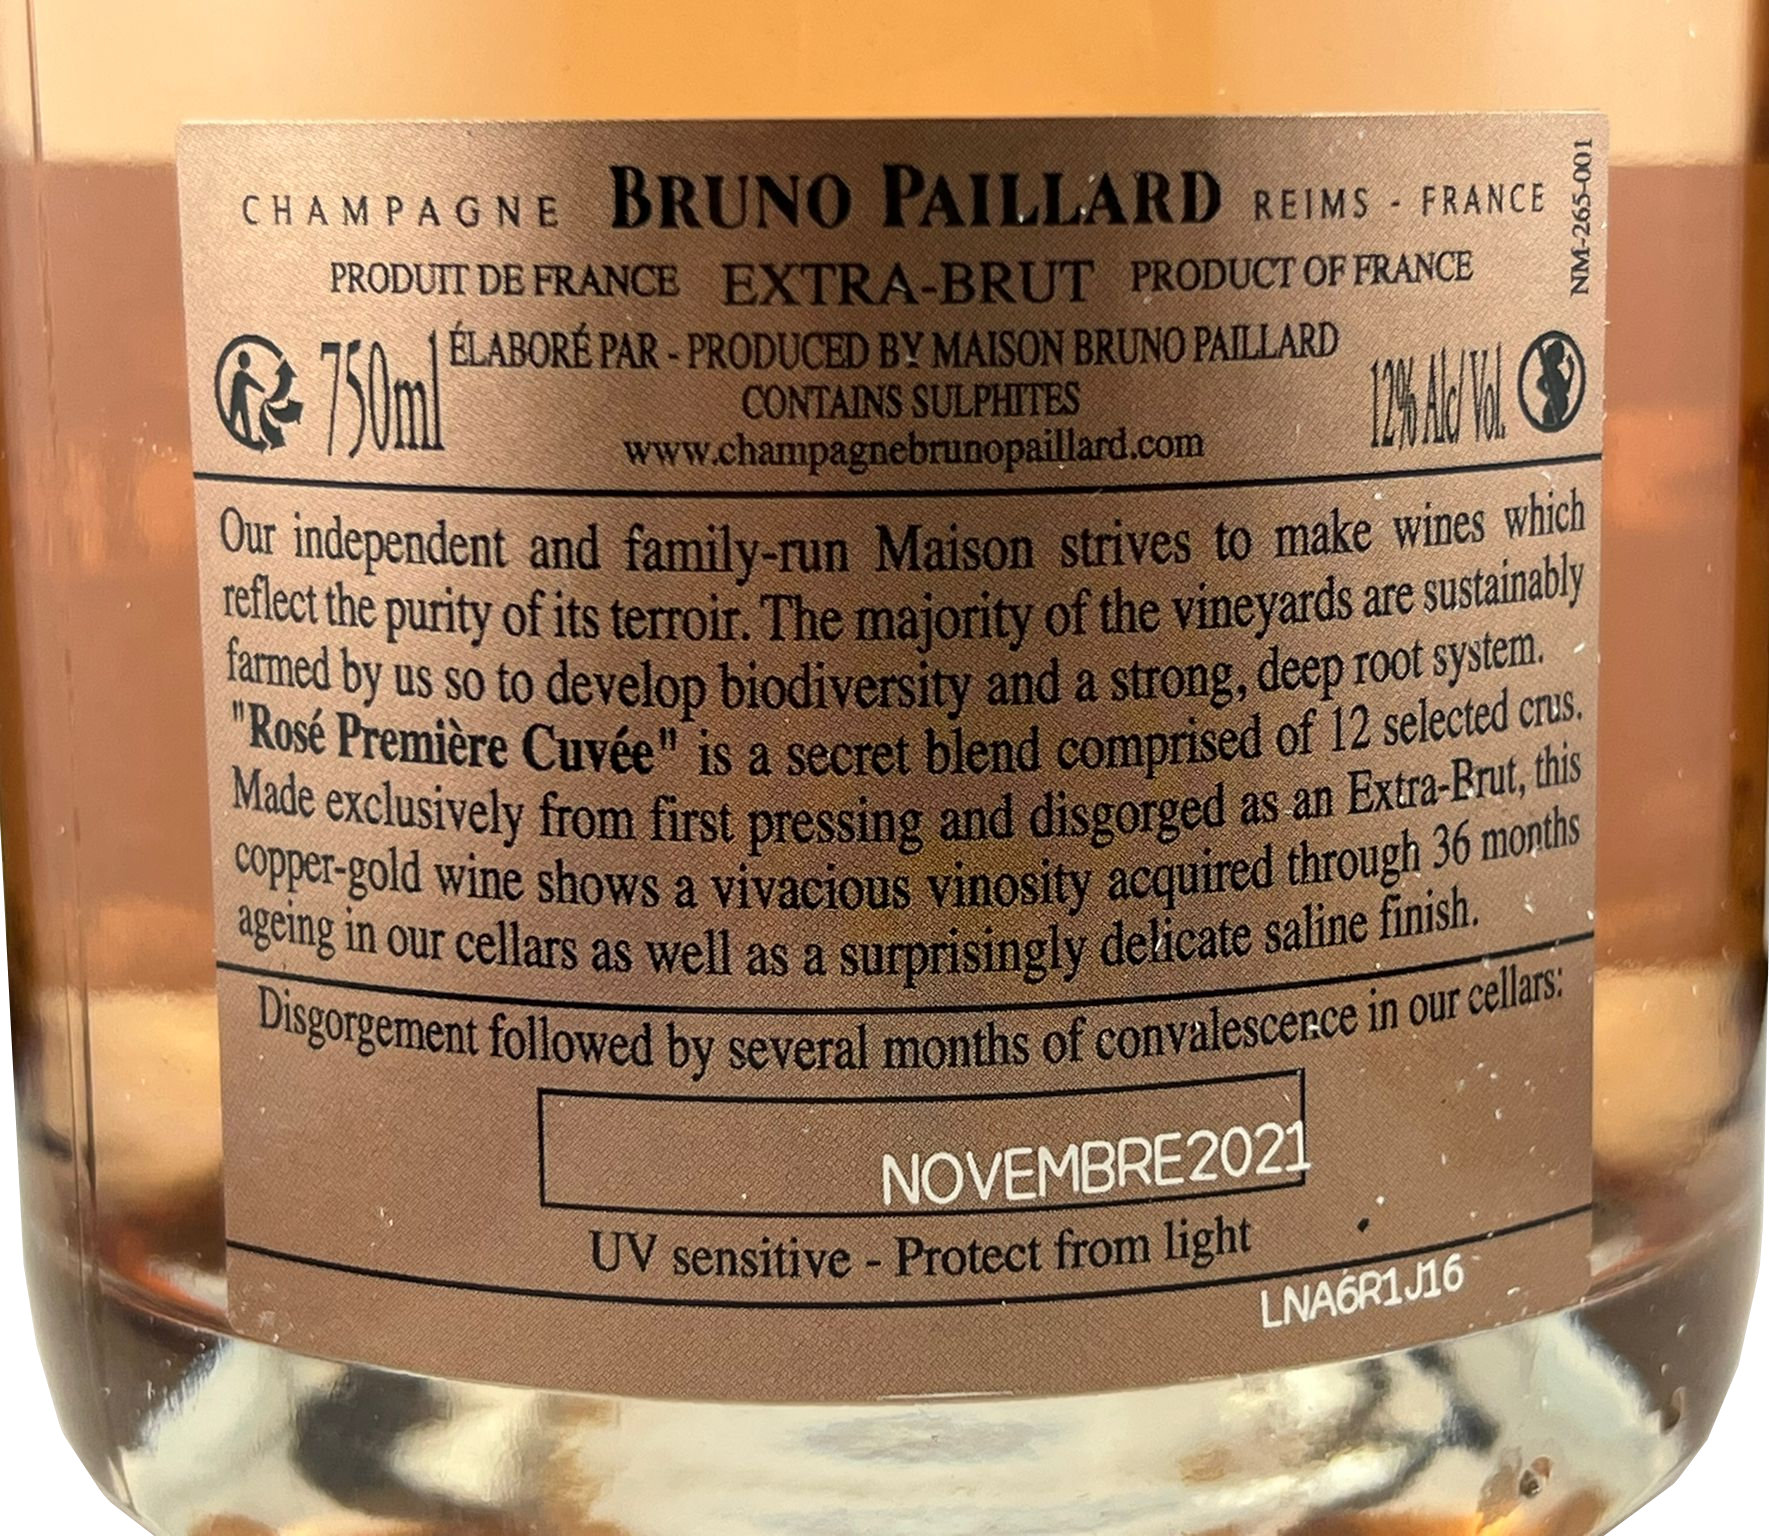 CHAMPAGNE BRUNO PAILLARD REIMS - FRANCE
NM-265-001
PRODUIT DE FRANCE EXTRA-BRUT PRODUCT OF FRANCE
750ml ÉLABORÉ PAR - PRODUCED BY MAISON BRUNO PAILLARD 12% Alc/ Vol.
CONTAINS SULPHITES
www.champagnebrunopaillard.com
Our independent and family-run Maison strives to make wines which
reflect the purity of its terroir. The majority of the vineyards are sustainably
farmed by us so to develop biodiversity and a strong, deep root system.
"Rosé Première Cuvée" is a secret blend comprised of 12 selected crus.
Made exclusively from first pressing and disgorged as an Extra-Brut, this
copper-gold wine shows a vivacious vinosity acquired through 36 months
ageing in our cellars as well as a surprisingly delicate saline finish.
Disgorgement followed by several months of convalescence in our cellars:
NOVEMBRE2021
UV sensitive - Protect from light
LNA6R1J16